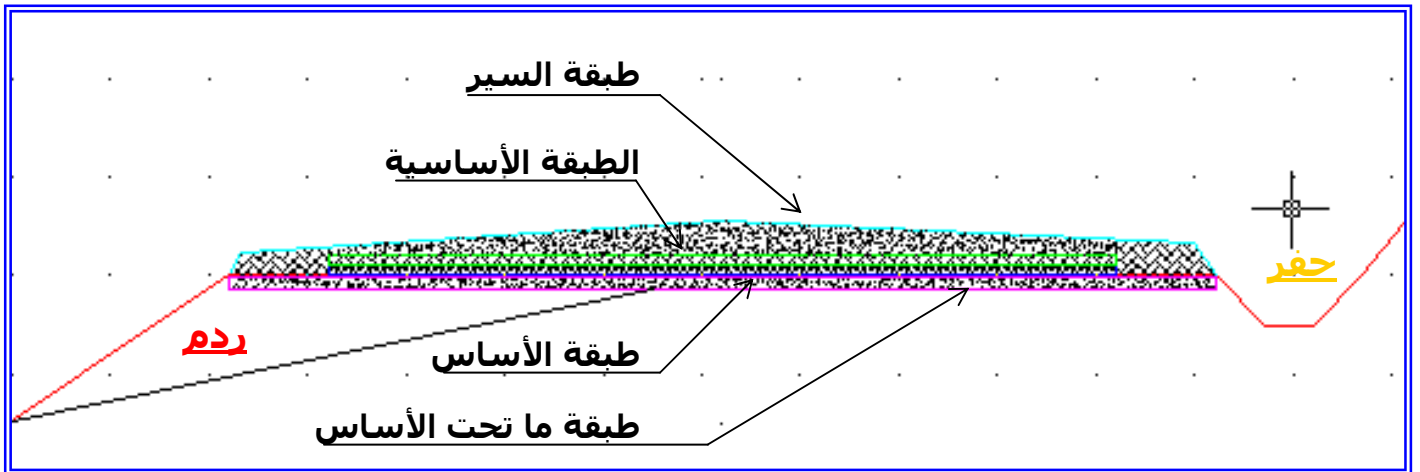 طبقة السير
الطبقة الأساسية
حفر
ردم
طبقة الأساس
طبقة ما تحت الأساس